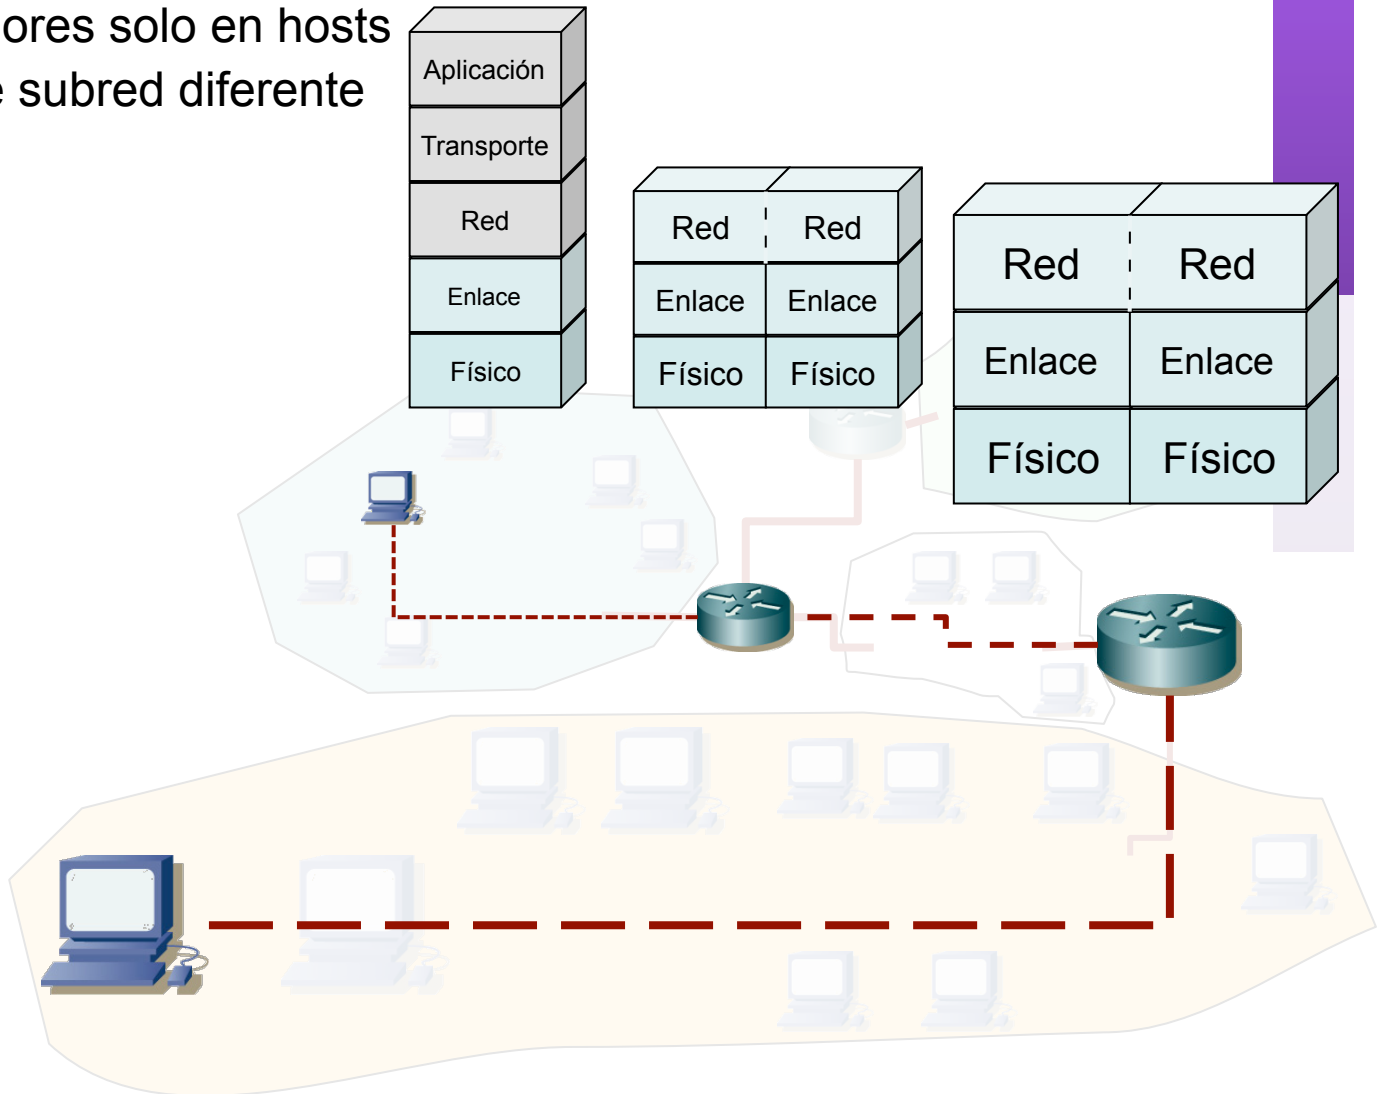 ores solo en hosts
subred diferente
Aplicación
Transporte
Red
Enlace
Físico
Red Red
Enlace Enlace
Físico Físico
Red Red
Enlace Enlace
Físico Físico